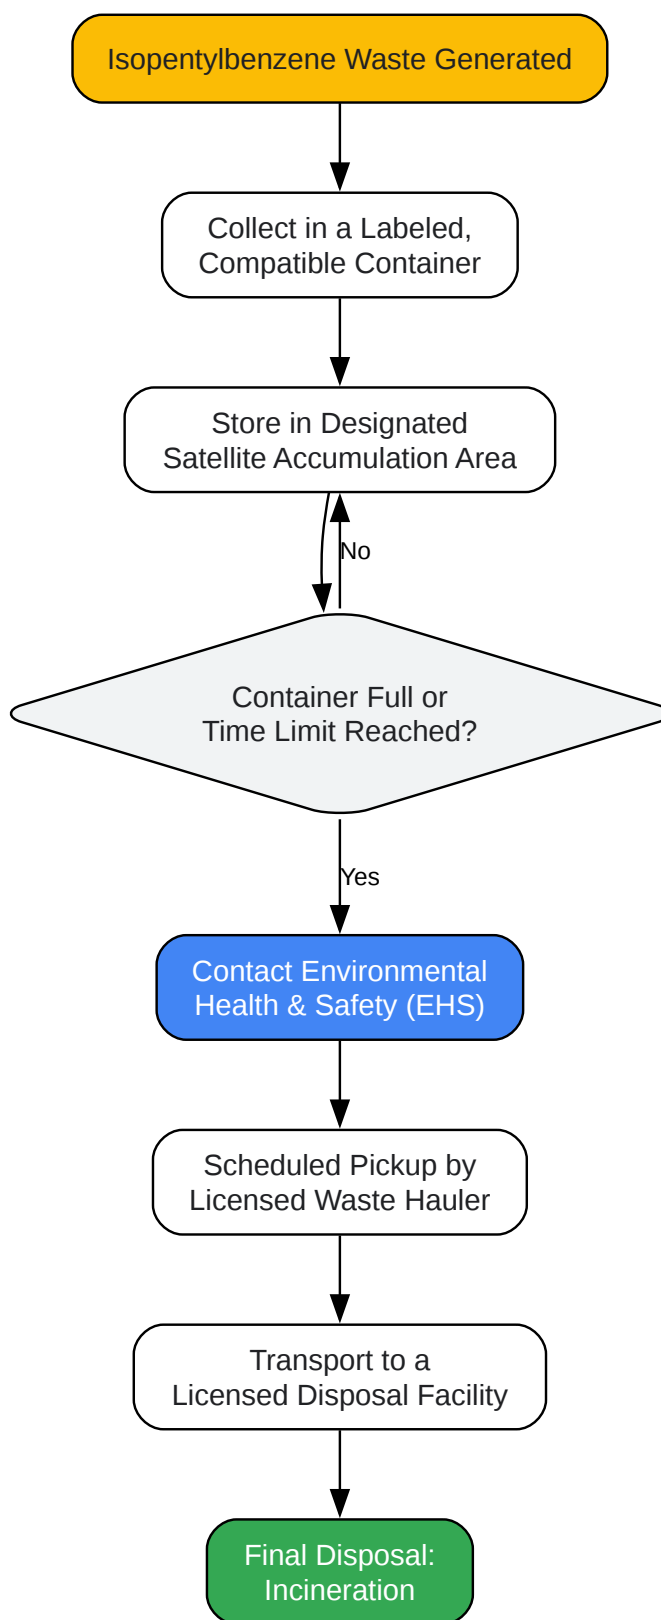 Isopentylbenzene Waste Generated
Collect in a Labeled,
Compatible Container
Store in Designated
Satellite Accumulation Area
No
Container Full or
Time Limit Reached?
Yes
Contact Environmental
Health & Safety (EHS)
Scheduled Pickup by
Licensed Waste Hauler
Transport to a
Licensed Disposal Facility
Final Disposal:
Incineration